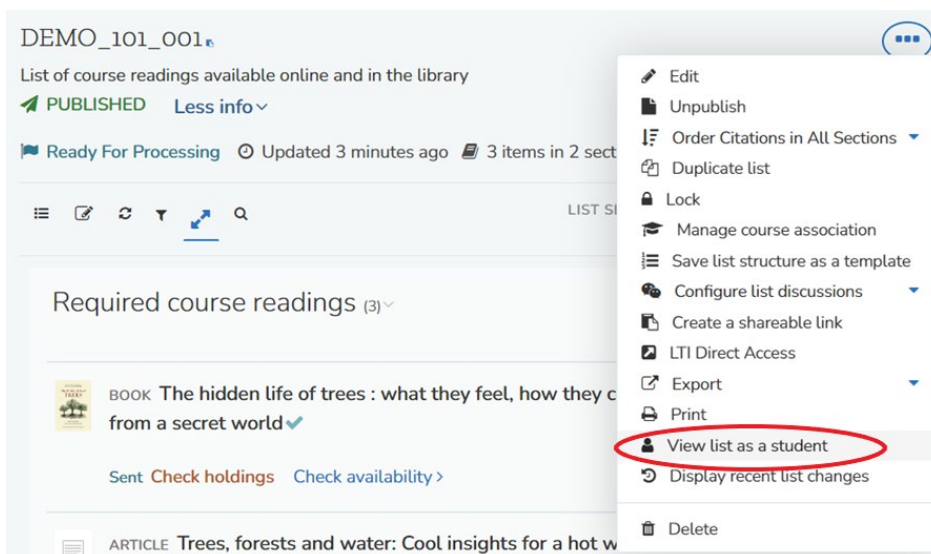 DEMO_101_001
List of course readings available online and in the library
PUBLISHED Less info
Ready For Processing Updated 3 minutes ago 3 items in 2 sect
LIST SI
Required course readings (3)
BOOK The hidden life of trees : what they feel, how they c
from a secret world
Sent Check holdings Check availability
ARTICLE Trees, forests and water: Cool insights for a hot w
Edit
Unpublish
Order Citations in All Sections
Duplicate list
Lock
Manage course association
Save list structure as a template
Configure list discussions
Create a shareable link
LTI Direct Access
Export
Print
View list as a student
Display recent list changes
Delete